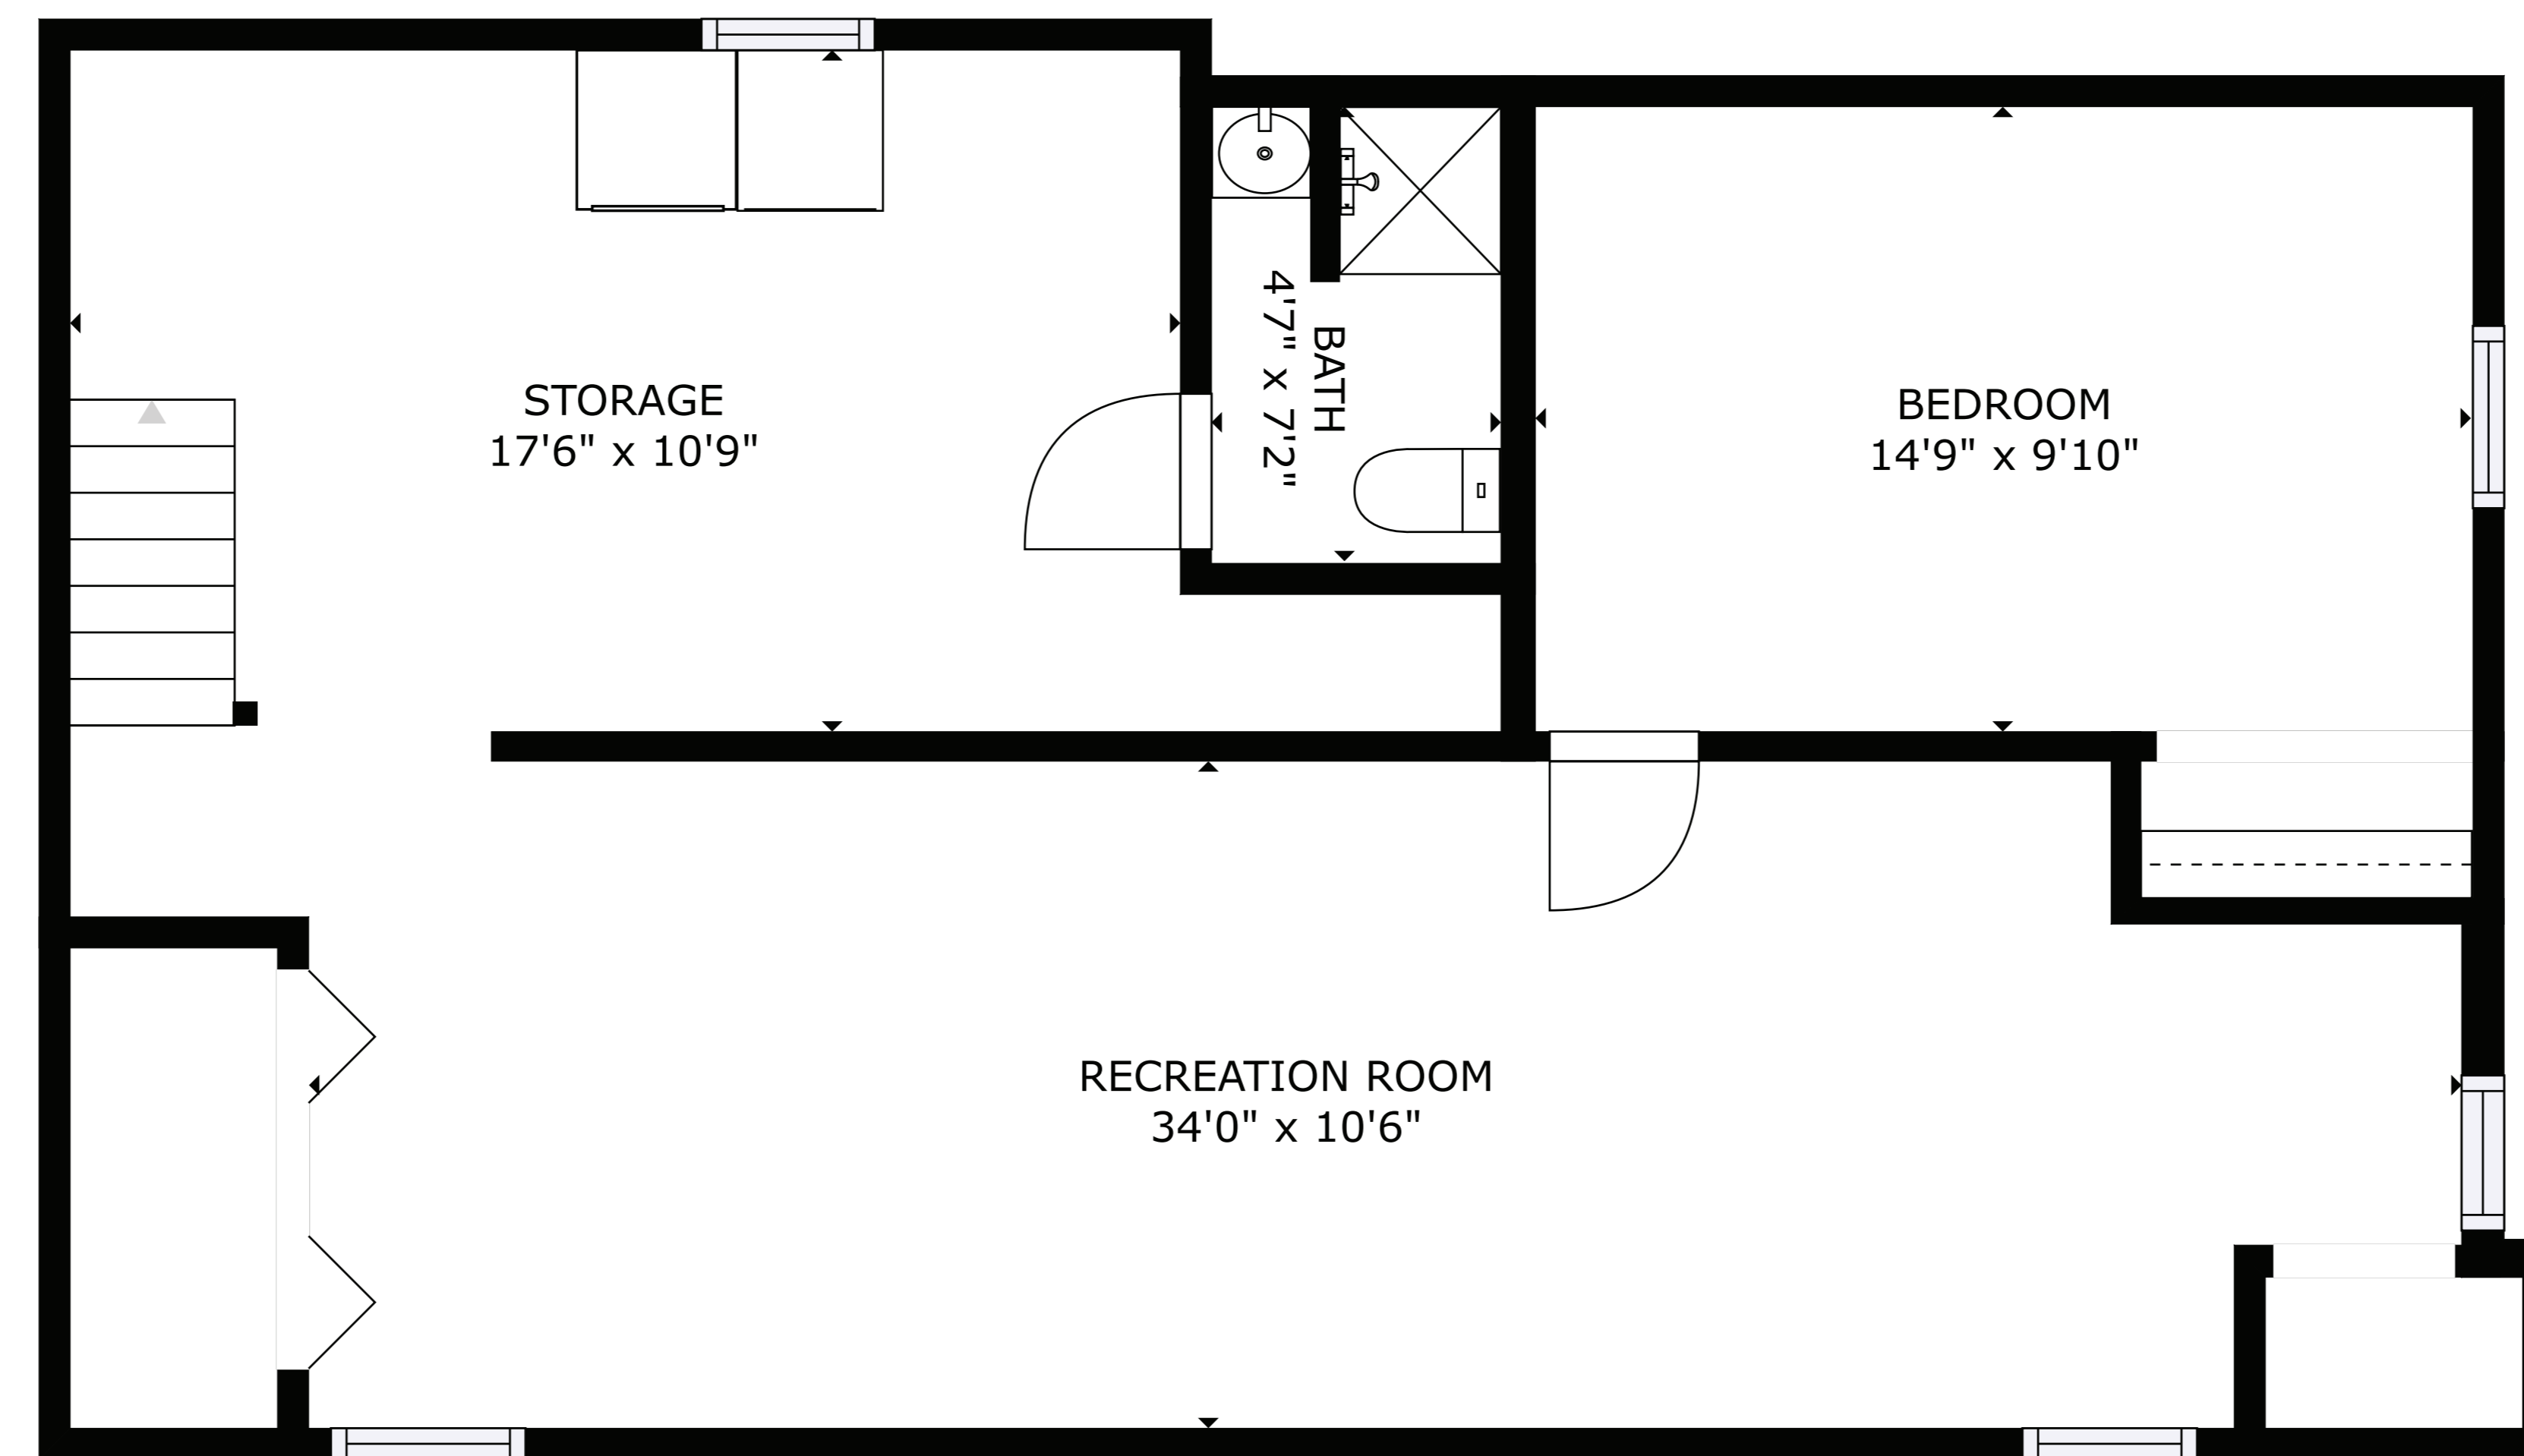 STORAGE
17'6" x 10'9"
BATH
4'7" x 7'2"
BEDROOM
14'9" x 9'10"
RECREATION ROOM
34'0" x 10'6"